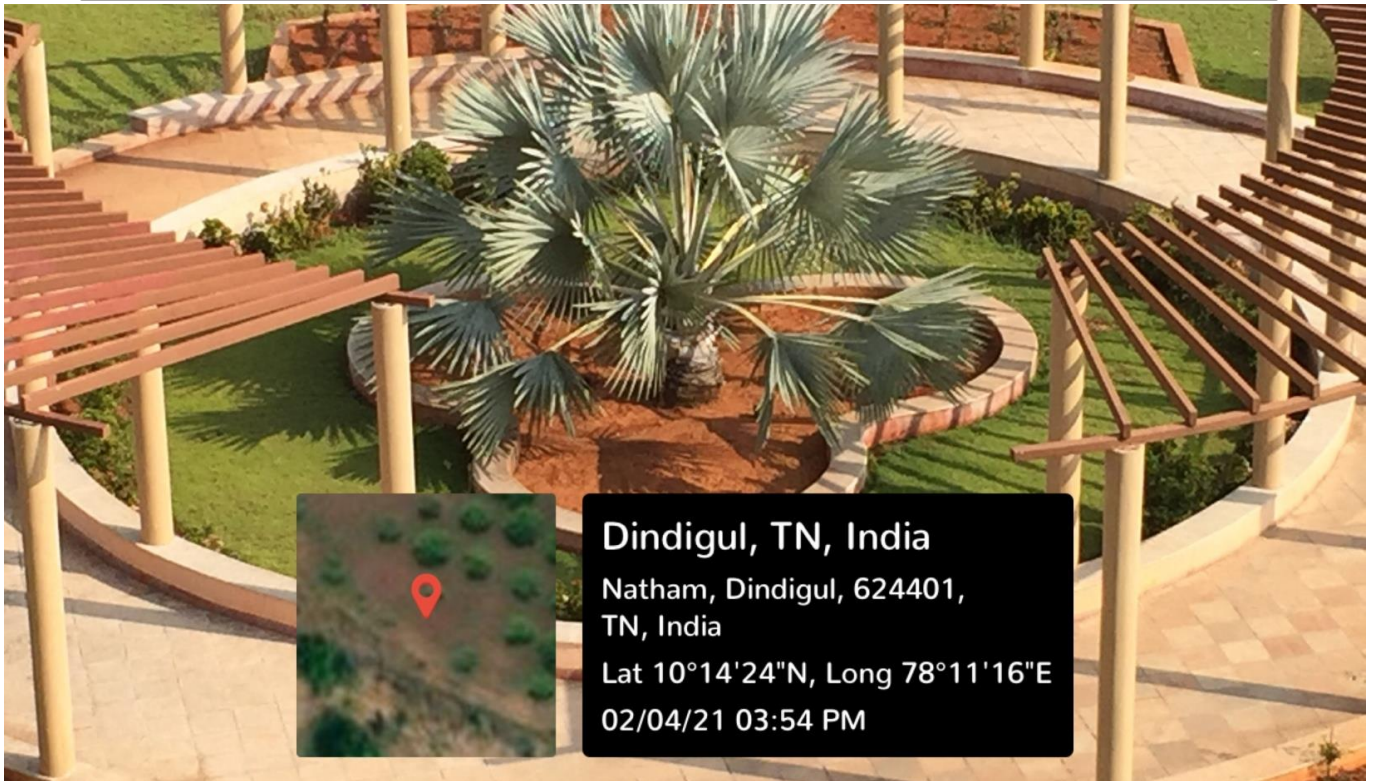 Dindigul, TN, India
Natham, Dindigul, 624401,
TN, India
Lat 10°14'24"N, Long 78°11'16"E
02/04/21 03:54 PM